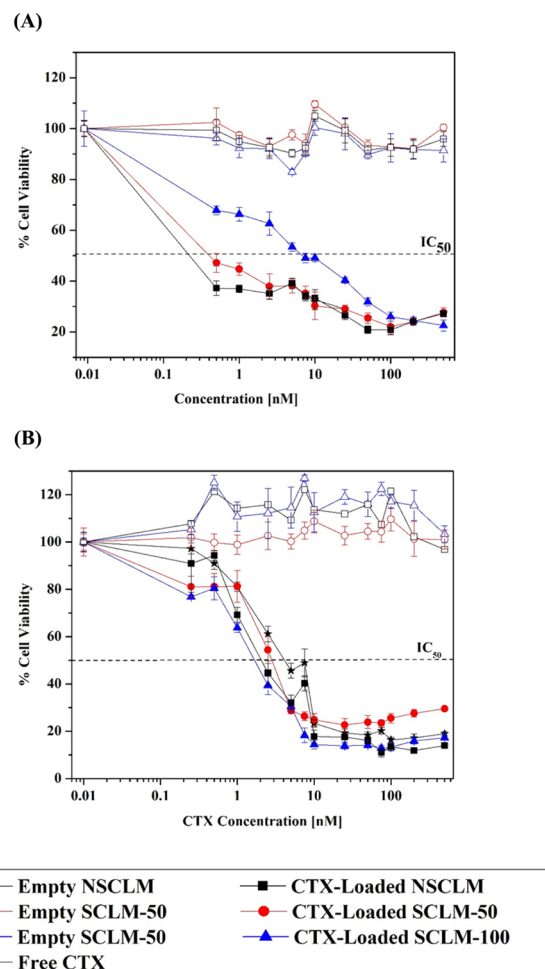 (A)
120
100
80
60
40
20
% Cell Viability
IC50
0.01
0.1
1
10
100
Concentration [nM]
(B)
120
100
80
60
40
20
0
% Cell Viability
IC50
0.01
0.1
1
10
100
CTX Concentration [nM]
Empty NSCLM
CTX-Loaded NSCLM
Empty SCLM-50
CTX-Loaded SCLM-50
Empty SCLM-50
CTX-Loaded SCLM-100
Free CTX